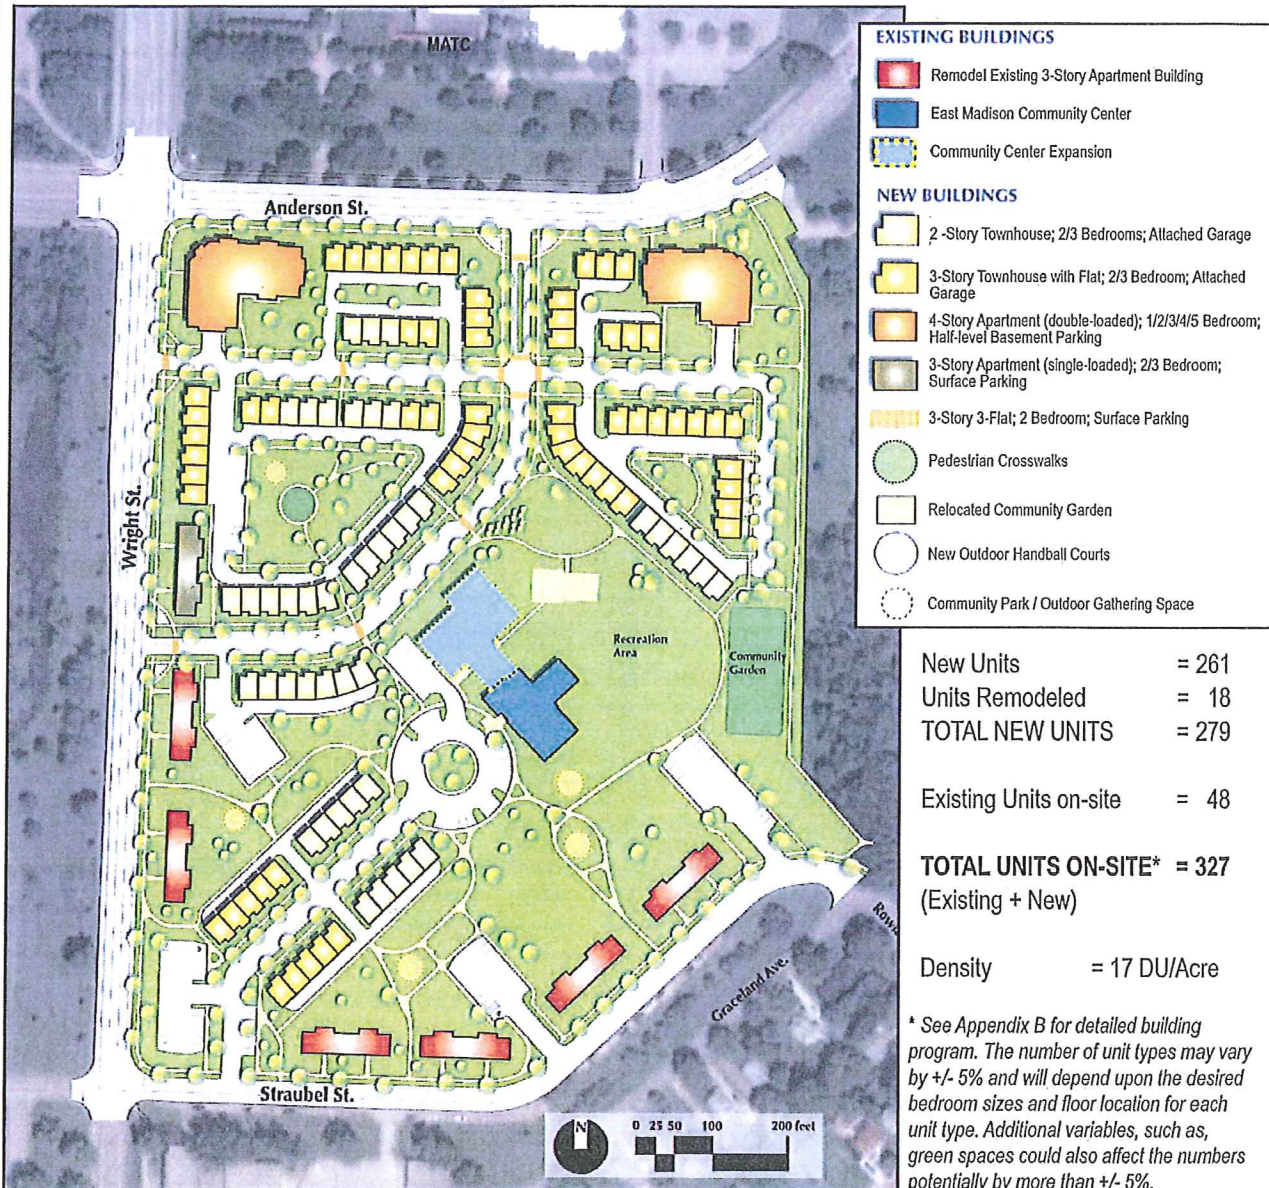 MATC
Anderson St.
Wright St.
Recreation
Area
Community
Garden
Graceland Ave.
Straubel St.
N
0 25 50 100 200 feet
EXISTING BUILDINGS
Remodel Existing 3-Story Apartment Building
East Madison Community Center
Community Center Expansion
NEW BUILDINGS
2 -Story Townhouse; 2/3 Bedrooms; Attached Garage
3-Story Townhouse with Flat; 2/3 Bedroom; Attached
Garage
4-Story Apartment (double-loaded); 1/2/3/4/5 Bedroom;
Half-level Basement Parking
3-Story Apartment (single-loaded); 2/3 Bedroom;
Surface Parking
3-Story 3-Flat; 2 Bedroom; Surface Parking
Pedestrian Crosswalks
Relocated Community Garden
New Outdoor Handball Courts
Community Park / Outdoor Gathering Space
New Units = 261
Units Remodeled = 18
TOTAL NEW UNITS = 279
Existing Units on-site = 48
TOTAL UNITS ON-SITE* = 327
(Existing + New)
Density = 17 DU/Acre
* See Appendix B for detailed building
program. The number of unit types may vary
by +/- 5% and will depend upon the desired
bedroom sizes and floor location for each
unit type. Additional variables, such as,
green spaces could also affect the numbers
potentially by more than +/- 5%.